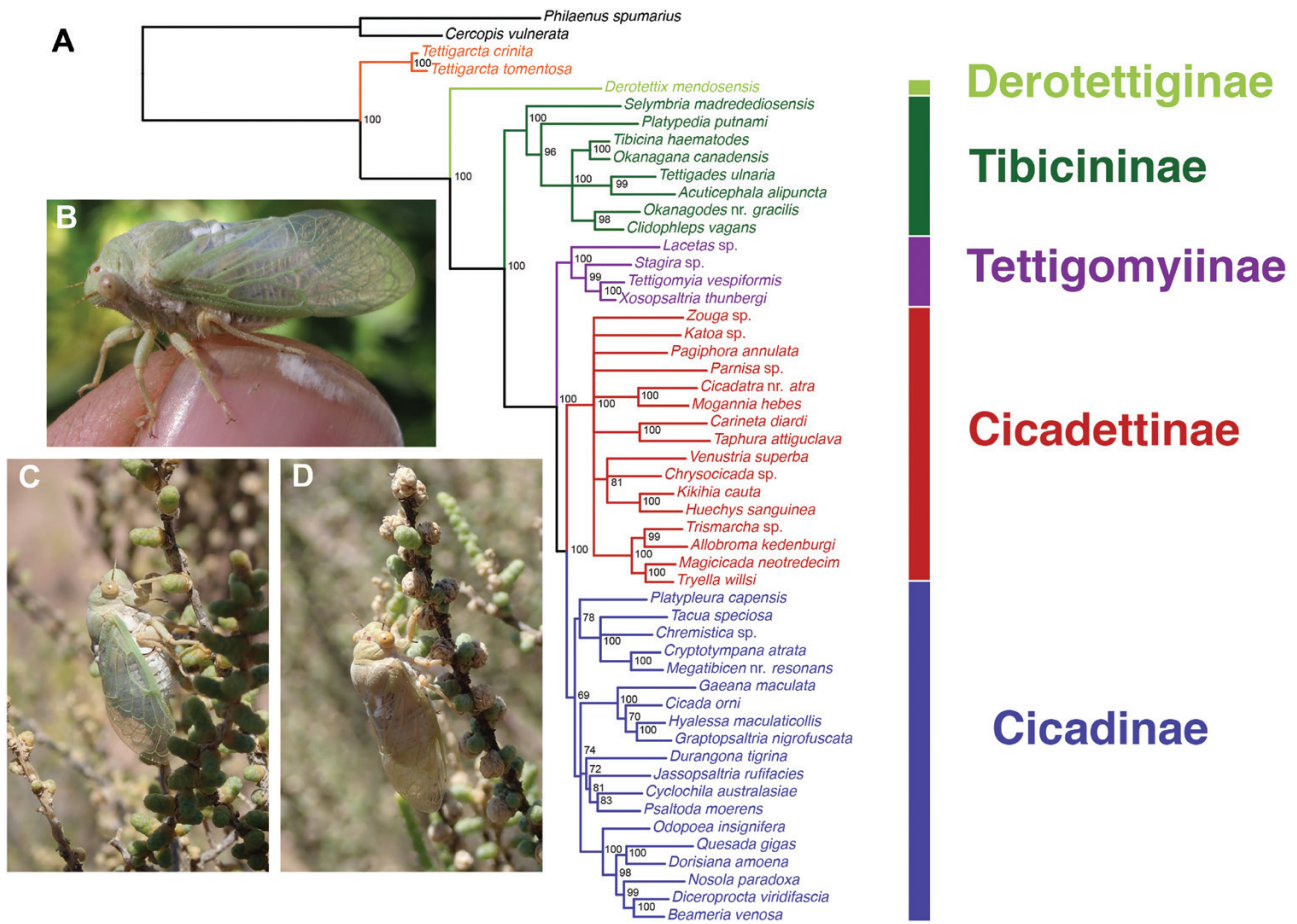 A
Philaenus spumarius
Cercopis vulnerata
Tettigarcta crinita
100
Tettigarcta tomentosa
Derotettix mendosensis
Selymbria madrededioensis
100
Platypedia putnami
100
Tibicina haematodes
100
96
Okanagana canadensis
Tettigades ulnaria
100
100
99
Acuticephala alipuncta
Okanagodes nr. gracilis
98
Clidophleps vagans
Lacetas sp.
100
100
Stagira sp.
99
Tettigomyia vespiformis
100
Xosopsaltria thunbergi
Zouga sp.
Katoa sp.
Pagiphora annulata
Parnisa sp.
Cicadatra nr. atra
100
100
100
Mogannia hebes
Carineta diardi
100
Taphura attiguclava
Venustria superba
Chrysocicada sp.
81
Kikihia cauta
100
Huechys sanguinea
Trismarcha sp.
99
Allobroma kedenburgi
100
100
Magicicada neotredecim
100
Tryella willsi
Platypleura capensis
78
Tacua speciosa
Chremistica sp.
100
Cryptotympana atrata
100
Megatibicen nr. resonans
Gaeana maculata
69
100
Cicada orni
70
Hyalessa maculaticollis
100
Graptopsaltria nigrofuscata
74
Durangona tigrina
72
Jassopsaltria rufifacies
81
Cyclochila australasiae
83
Psaltoda moerens
Odopoea insignifera
100
100
Quesada gigas
Dorisiana amoena
98
Nosola paradoxa
99
Diceroprocta viridifascia
100
Beameria venosa
Derotettiginae
Tibicininae
Tettigomyiinae
Cicadettinae
Cicadinae
B
C
D